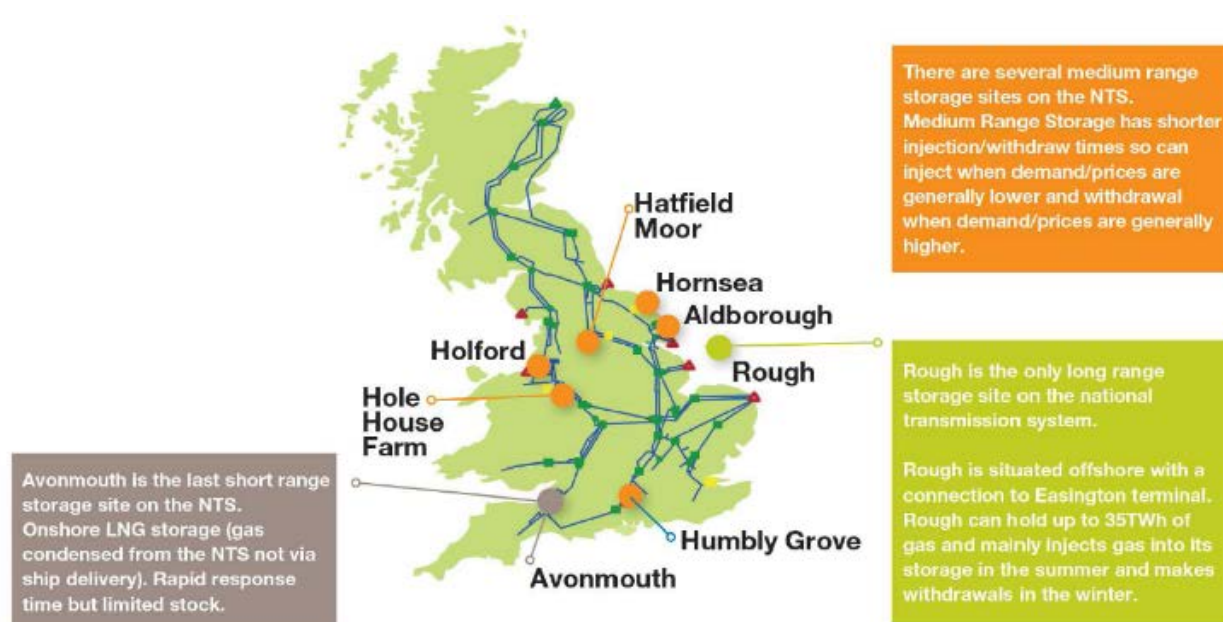 There are several medium range
storage sites on the NTS.
Medium Range Storage has shorter
injection/withdraw times so can
inject when demand/prices are
generally lower and withdrawal
when demand/prices are generally
higher.
Hatfield
Moor
Hornsea
Aldborough
Rough
Holford
Hole
House
Farm
Humbly Grove
Avonmouth
Rough is the only long range
storage site on the national
transmission system.
Rough is situated offshore with a
connection to Easington terminal.
Rough can hold up to 35TWh of
gas and mainly injects gas into its
storage in the summer and makes
withdrawals in the winter.
Avonmouth is the last short range
storage site on the NTS.
Onshore LNG storage (gas
condensed from the NTS not via
ship delivery). Rapid response
time but limited stock.